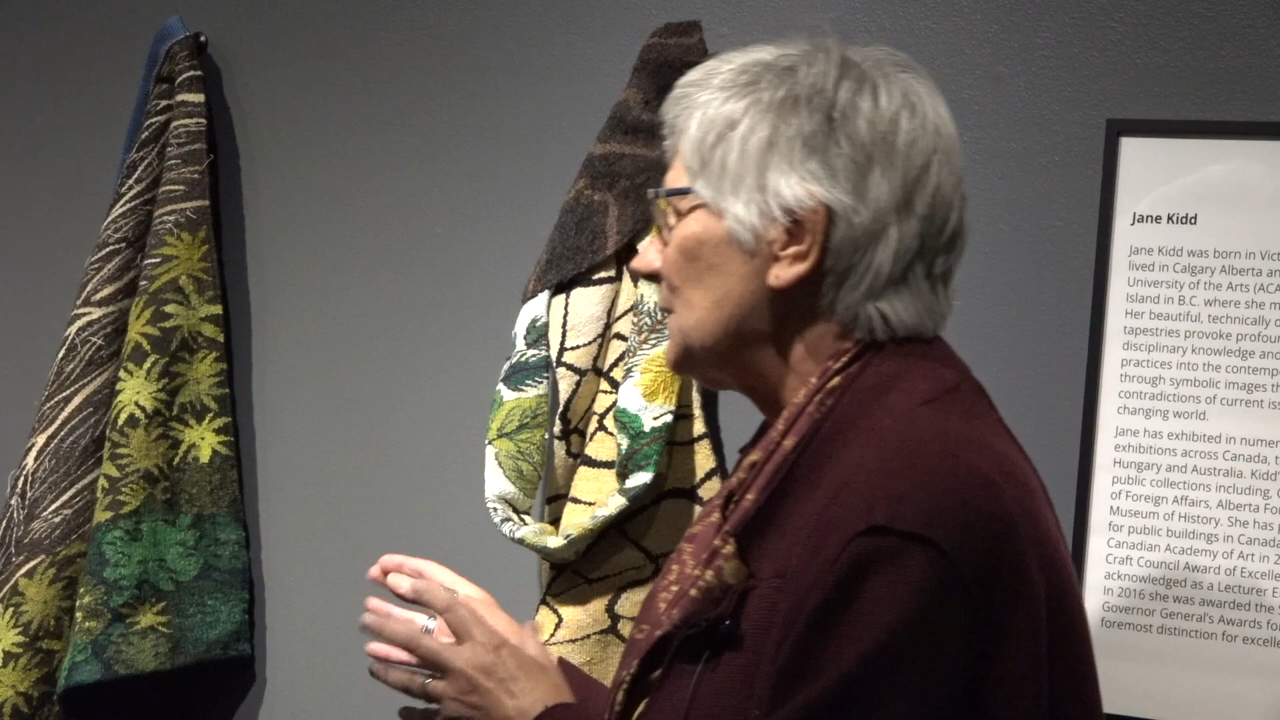 Jane Kidd
Jane Kidd was born in Vict
lived in Calgary Alberta an
University of the Arts (ACA
Island in B.C. where she m
Her beautiful, technically
tapestries provoke profou
disciplinary knowledge and
practices into the contemp
through symbolic images th
contradictions of current is
changing world.
Jane has exhibited in numer
exhibitions across Canada, t
Hungary and Australia. Kidd'
public collections including,
of Foreign Affairs, Alberta Fo
Museum of History. She has
for public buildings in Canada
Canadian Academy of Art in 2
Craft Council Award of Excelle
acknowledged as a Lecturer E
In 2016 she was awarded the
Governor General's Awards fo
foremost distinction for excelle